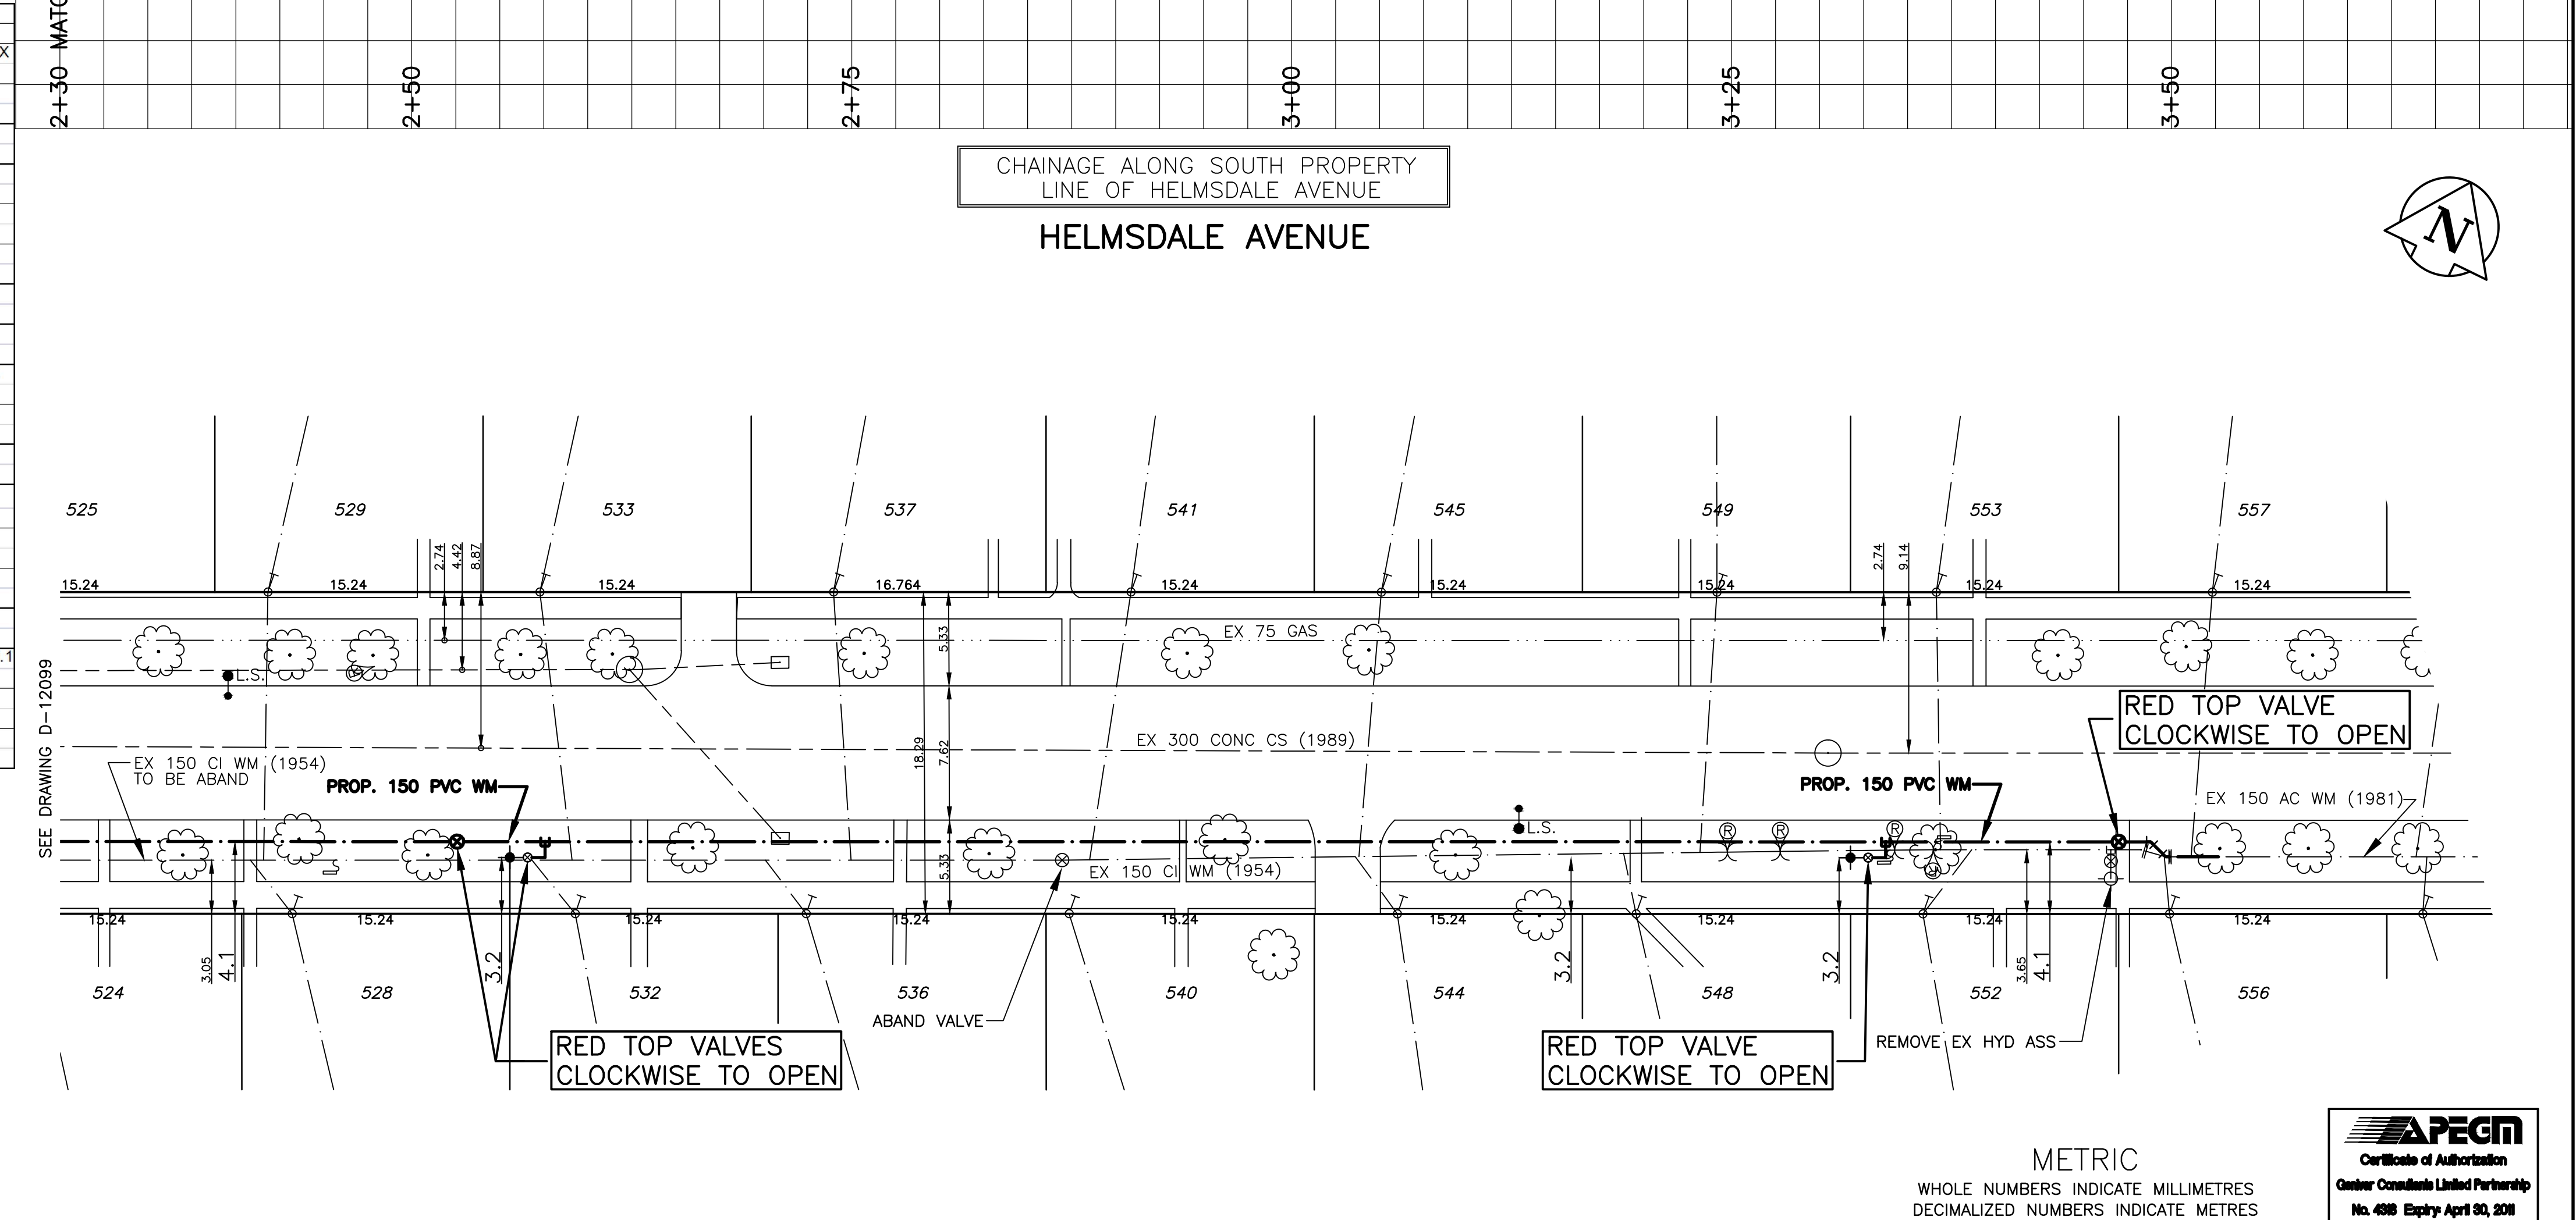 X
2+30 MATC
2+50
2+75
3+00
3+25
3+50
CHAINAGE ALONG SOUTH PROPERTY
LINE OF HELMSDALE AVENUE
HELMSDALE AVENUE
N
525
529
533
537
541
545
549
553
557
2.74
4.42
8.87
2.74
9.14
15.24
15.24
15.24
16.764
15.24
15.24
15.24
15.24
15.24
EX 75 GAS
5.33
.1
SEE DRAWING D-12099
L.S.
RED TOP VALVE
CLOCKWISE TO OPEN
EX 300 CONC CS (1989)
18.29
7.62
EX 150 CI WM (1954)
TO BE ABAND
PROP. 150 PVC WM
PROP. 150 PVC WM
EX 150 AC WM (1981)
L.S.
R
R
R
R
R
5.33
EX 150 CI WM (1954)
15.24
15.24
15.24
15.24
15.24
15.24
15.24
15.24
15.24
3.05
4.1
3.2
3.2
3.2
3.65
4.1
524
528
532
536
540
544
548
552
556
ABAND VALVE
RED TOP VALVES
CLOCKWISE TO OPEN
RED TOP VALVE
CLOCKWISE TO OPEN
REMOVE EX HYD ASS
METRIC
WHOLE NUMBERS INDICATE MILLIMETRES
DECIMALIZED NUMBERS INDICATE METRES
APEGM
Certificate of Authorization
Genivar Consultants Limited Partnership
No. 4318 Expiry: April 30, 2011